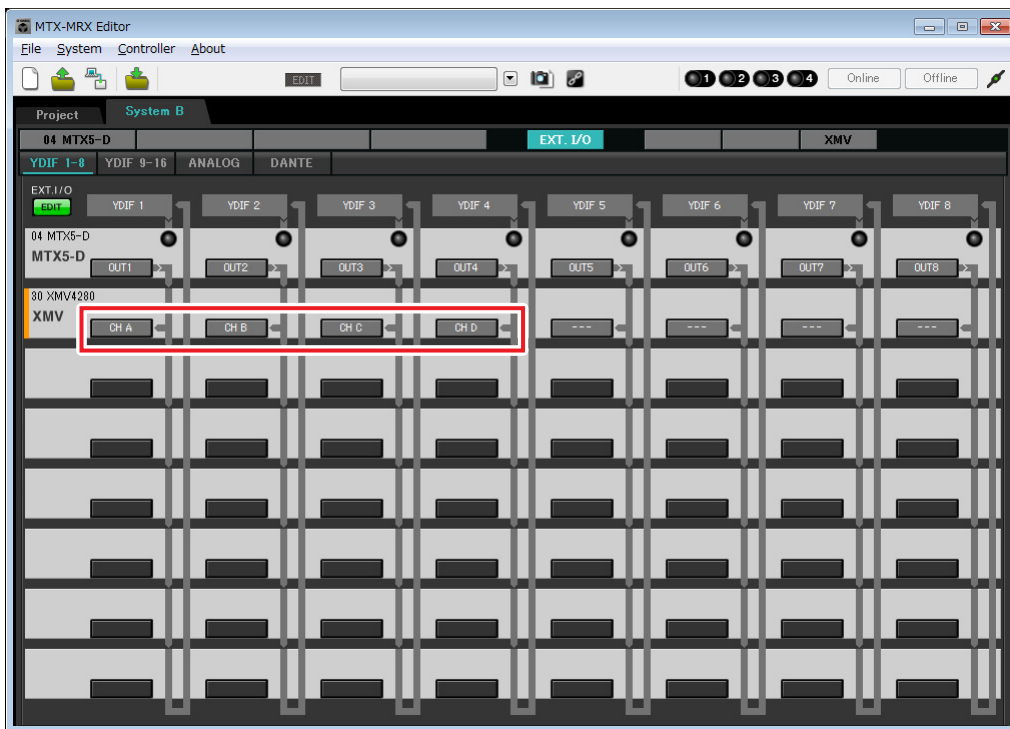 MTX-MRX Editor
File System Controller About
EDIT 1 2 3 4 Online Offline
Project System B
04 MTX5-D EXT. I/O XMV
YDIF 1-8 YDIF 9-16 ANALOG DANTE
EXT.I/O
EDIT YDIF 1 YDIF 2 YDIF 3 YDIF 4 YDIF 5 YDIF 6 YDIF 7 YDIF 8
04 MTX5-D
MTX5-D
OUT1 OUT2 OUT3 OUT4 OUT5 OUT6 OUT7 OUT8
30 XMV4280
XMV
CH A CH B CH C CH D --- --- --- ---